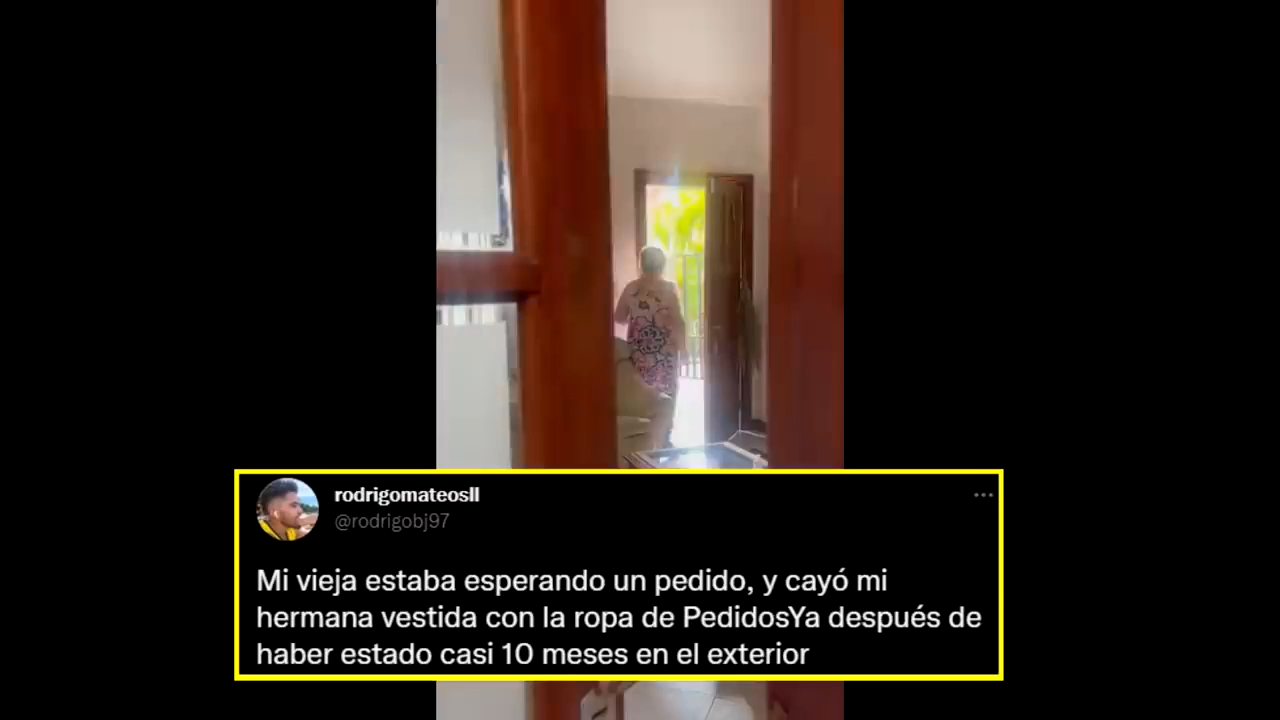 rodrigomateosll
@rodrigobj97
Mi vieja estaba esperando un pedido, y cayó mi
hermana vestida con la ropa de PedidosYa después de
haber estado casi 10 meses en el exterior